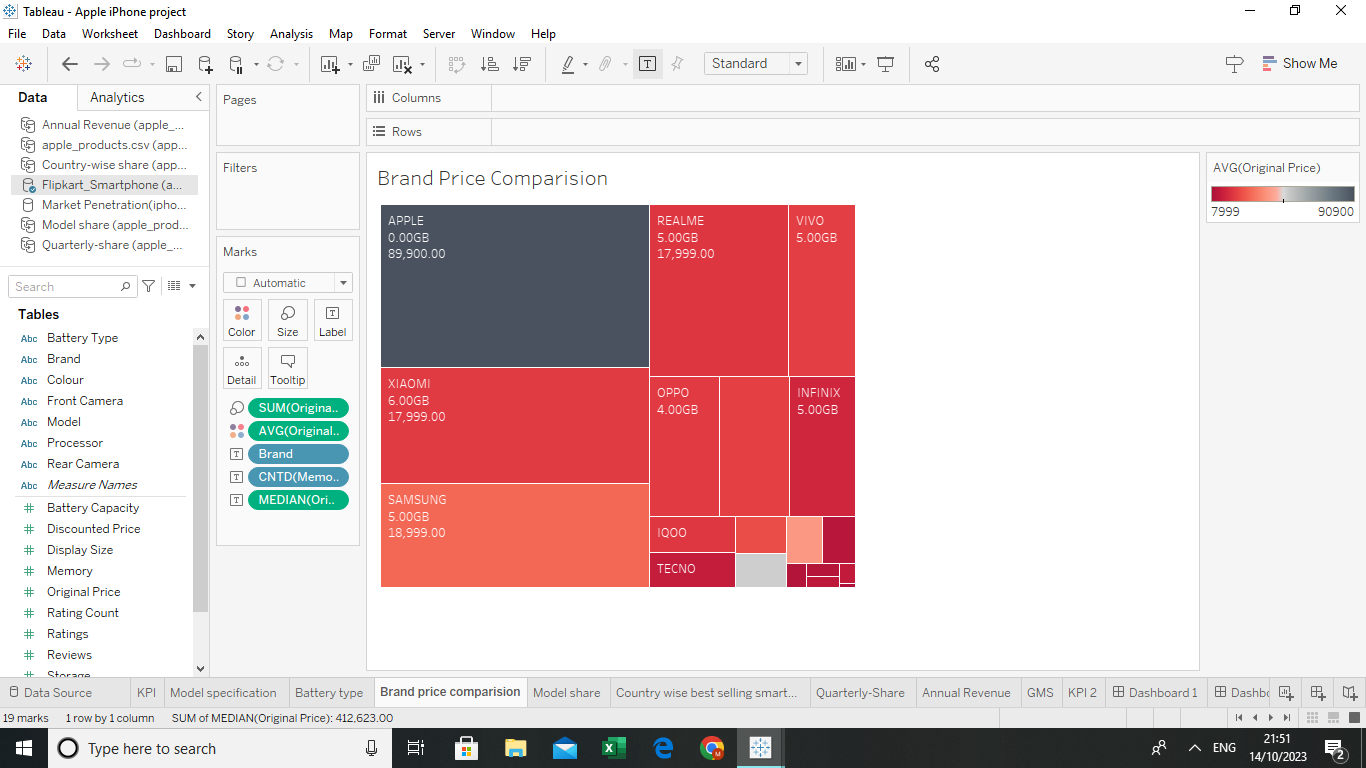 Tableau - Apple iPhone project
File Data Worksheet Dashboard Story Analysis Map Format Server Window Help
Standard
Show Me
Data Analytics
Annual Revenue (apple_...
apple_products.csv (app...
Country-wise share (app...
Flipkart_Smartphone (a...
Market Penetration(ipho...
Model share (apple_prod...
Quarterly-share (apple_...
Search
Tables
Abc Battery Type
Abc Brand
Abc Colour
Abc Front Camera
Abc Model
Abc Processor
Abc Rear Camera
Abc Measure Names
Battery Capacity
Discounted Price
Display Size
Memory
Original Price
Rating Count
Ratings
Reviews
Storage
Pages
Filters
Marks
Automatic
Color Size Label
Detail Tooltip
SUM(Origina..
AVG(Original..
Brand
CNTD(Memo..
MEDIAN(Ori..
Columns
Rows
Brand Price Comparision
APPLE
0.00GB
89,900.00
XIAOMI
6.00GB
17,999.00
SAMSUNG
5.00GB
18,999.00
REALME
5.00GB
17,999.00
VIVO
5.00GB
OPPO
4.00GB
INFINIX
5.00GB
IQOO
TECNO
AVG(Original Price)
7999 90900
Data Source KPI Model specification Battery type Brand price comparision Model share Country wise best selling smart... Quarterly-Share Annual Revenue GMS KPI 2 Dashboard 1 Dashbo
19 marks 1 row by 1 column SUM of MEDIAN(Original Price): 412,623.00
Type here to search
ENG
21:51
14/10/2023
2